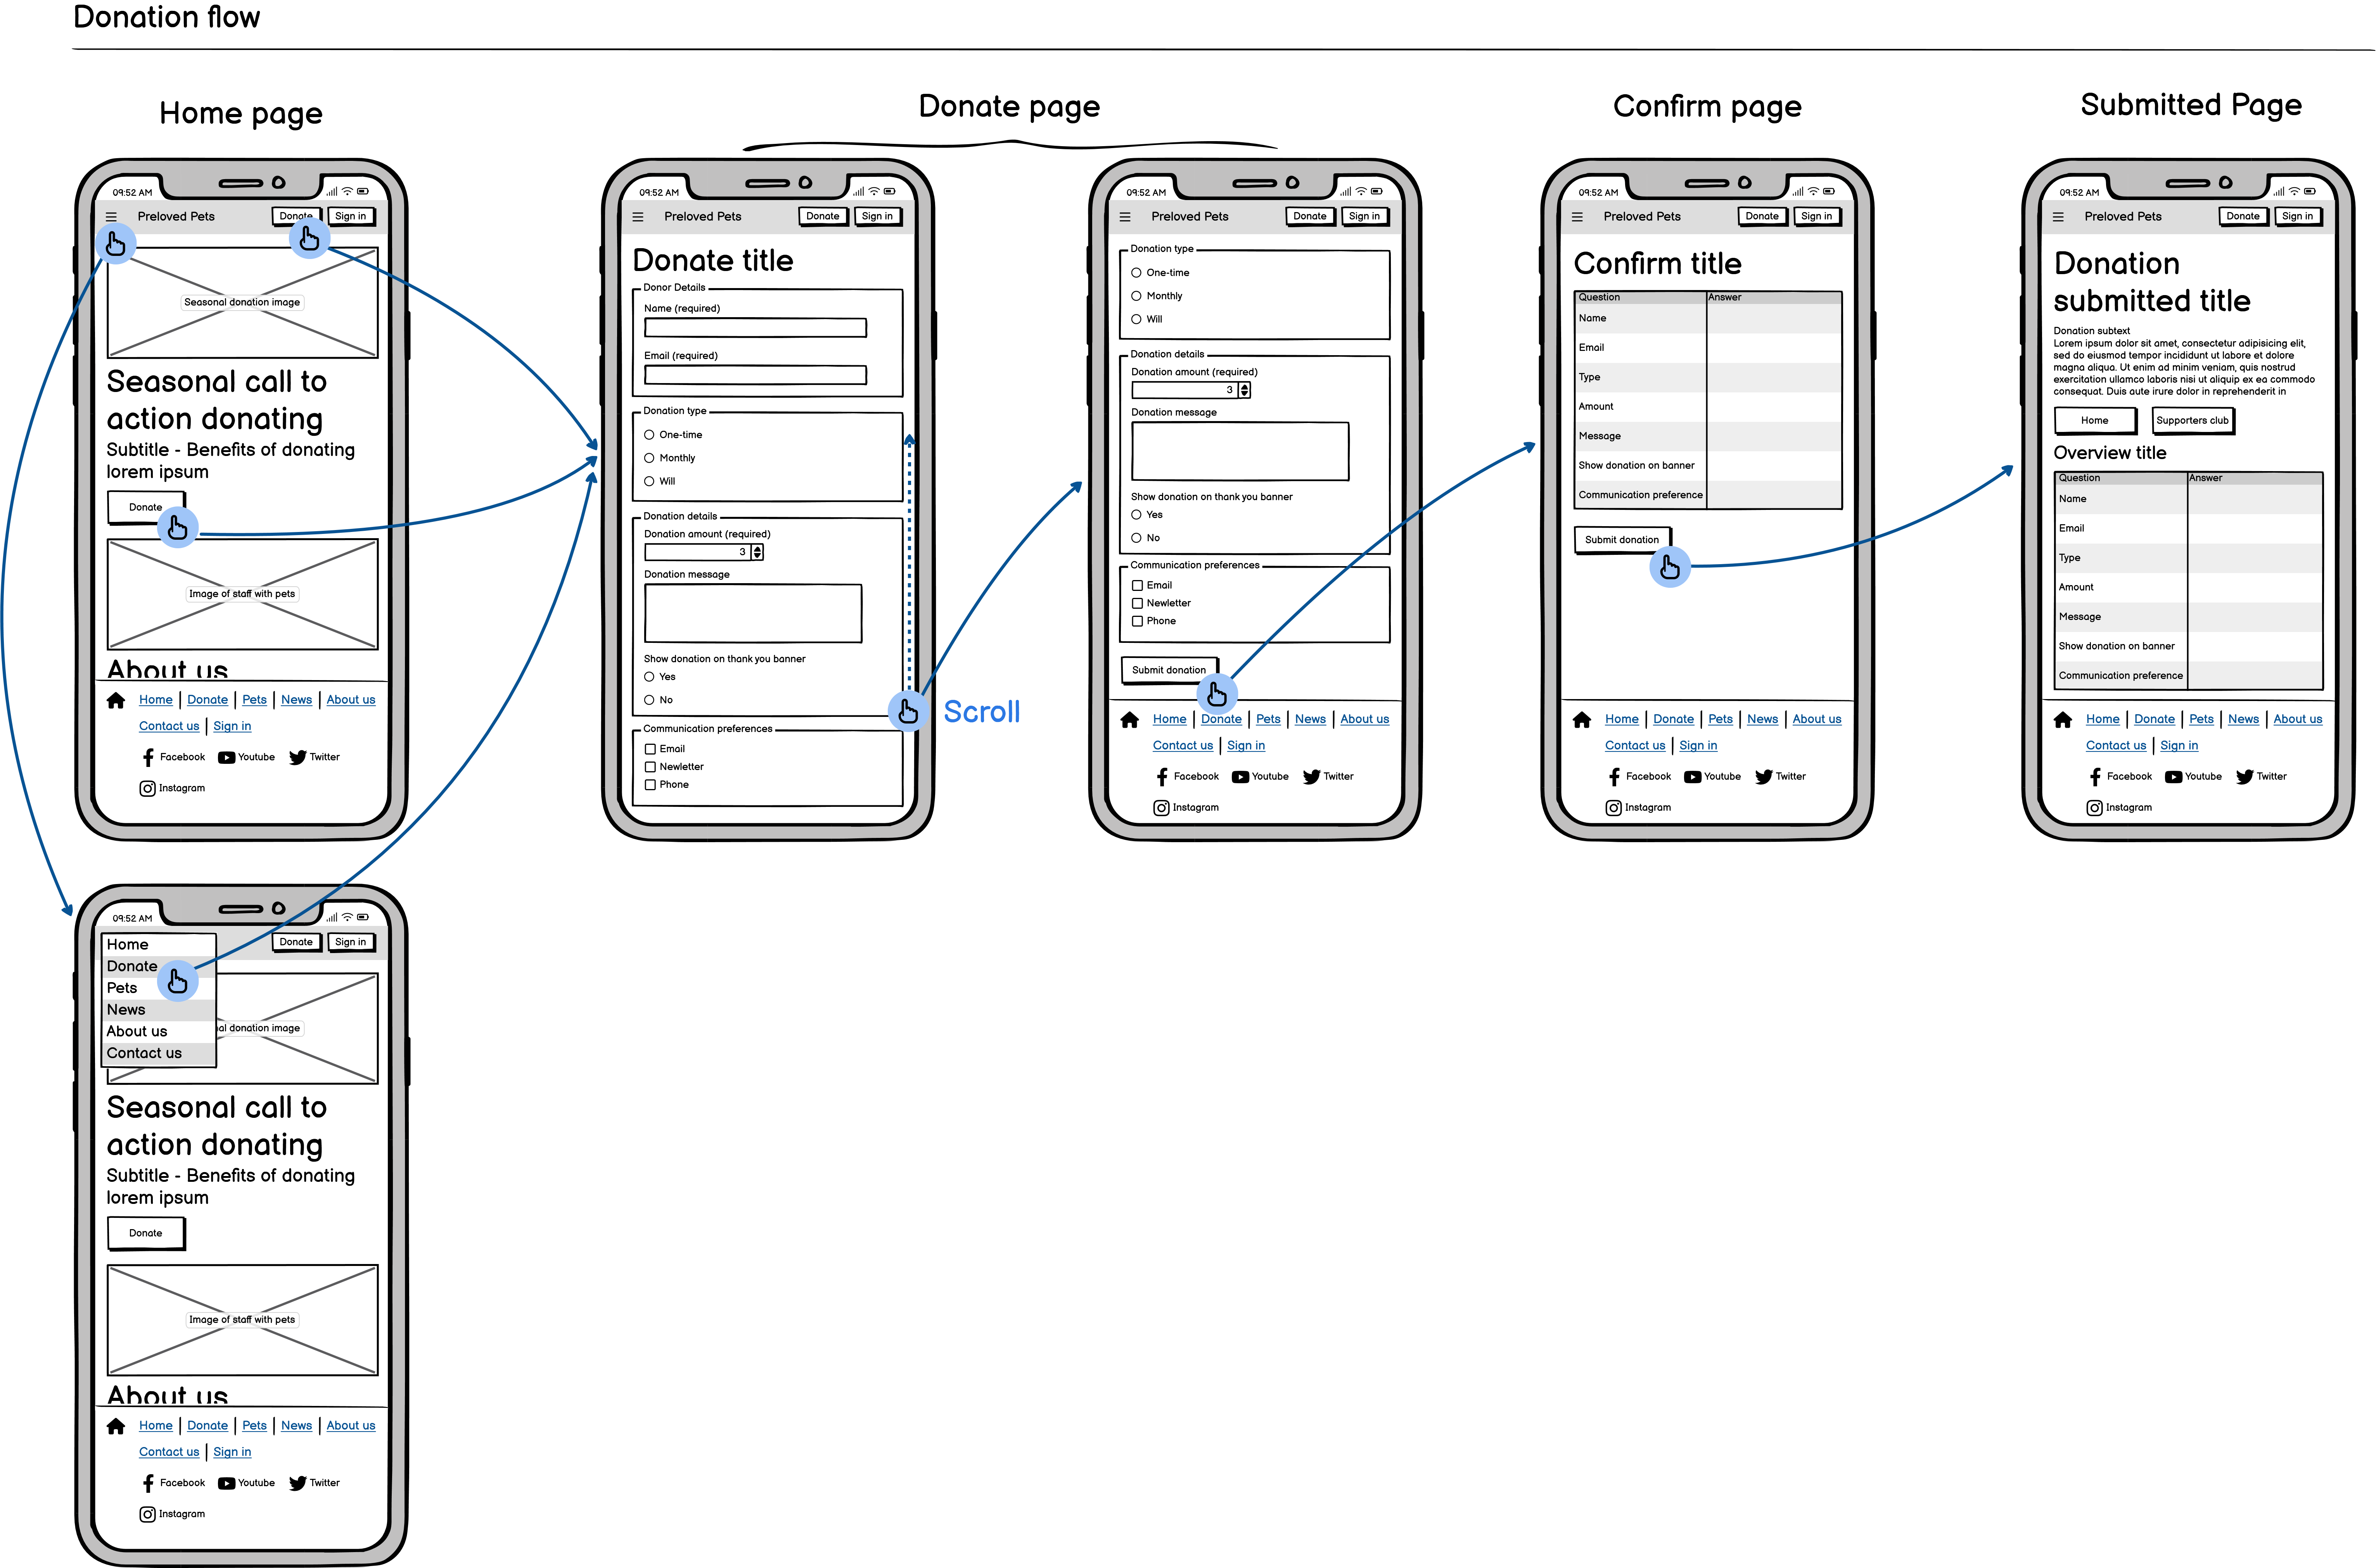 Donation flow
Home page
09:52 AM
Preloved Pets
Donate
Sign in
Seasonal donation image
Seasonal call to
action donating
Subtitle - Benefits of donating
lorem ipsum
Donate
Image of staff with pets
About us
Home | Donate | Pets | News | About us
Contact us | Sign in
Facebook Youtube Twitter
Instagram
09:52 AM
Home
Donate
Pets
News
About us
Contact us
Donate
Sign in
al donation image
Seasonal call to
action donating
Subtitle - Benefits of donating
lorem ipsum
Donate
Image of staff with pets
About us
Home | Donate | Pets | News | About us
Contact us | Sign in
Facebook Youtube Twitter
Instagram
Donate page
09:52 AM
Preloved Pets
Donate
Sign in
Donate title
Donor Details
Name (required)
Email (required)
Donation type
One-time
Monthly
Will
Donation details
Donation amount (required)
3
Donation message
Show donation on thank you banner
Yes
No
Communication preferences
Email
Newletter
Phone
Scroll
09:52 AM
Preloved Pets
Donate
Sign in
Donation type
One-time
Monthly
Will
Donation details
Donation amount (required)
3
Donation message
Show donation on thank you banner
Yes
No
Communication preferences
Email
Newletter
Phone
Submit donation
Home | Donate | Pets | News | About us
Contact us | Sign in
Facebook Youtube Twitter
Instagram
Confirm page
09:52 AM
Preloved Pets
Donate
Sign in
Confirm title
Question Answer
Name
Email
Type
Amount
Message
Show donation on banner
Communication preference
Submit donation
Home | Donate | Pets | News | About us
Contact us | Sign in
Facebook Youtube Twitter
Instagram
Submitted Page
09:52 AM
Preloved Pets
Donate
Sign in
Donation
submitted title
Donation subtext
Lorem ipsum dolor sit amet, consectetur adipisicing elit,
sed do eiusmod tempor incididunt ut labore et dolore
magna aliqua. Ut enim ad minim veniam, quis nostrud
exercitation ullamco laboris nisi ut aliquip ex ea commodo
consequat. Duis aute irure dolor in reprehenderit in
Home
Supporters club
Overview title
Question Answer
Name
Email
Type
Amount
Message
Show donation on banner
Communication preference
Home | Donate | Pets | News | About us
Contact us | Sign in
Facebook Youtube Twitter
Instagram